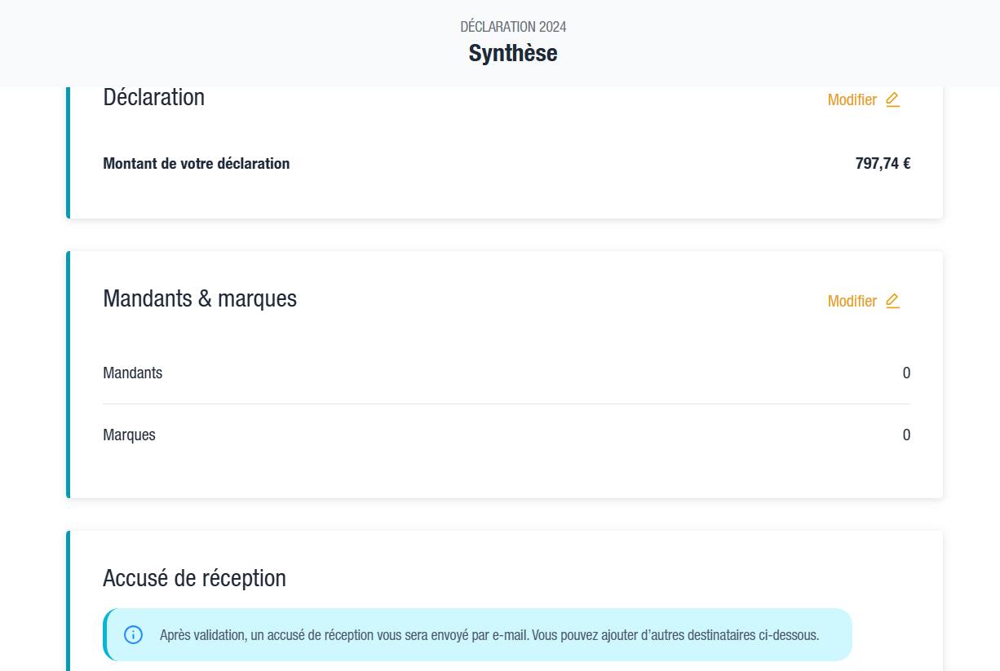 DÉCLARATION 2024
Synthèse
Déclaration
Modifier
Montant de votre déclaration
797,74 €
Mandants & marques
Modifier
Mandants
0
Marques
0
Accusé de réception
Après validation, un accusé de réception vous sera envoyé par e-mail. Vous pouvez ajouter d’autres destinataires ci-dessous.